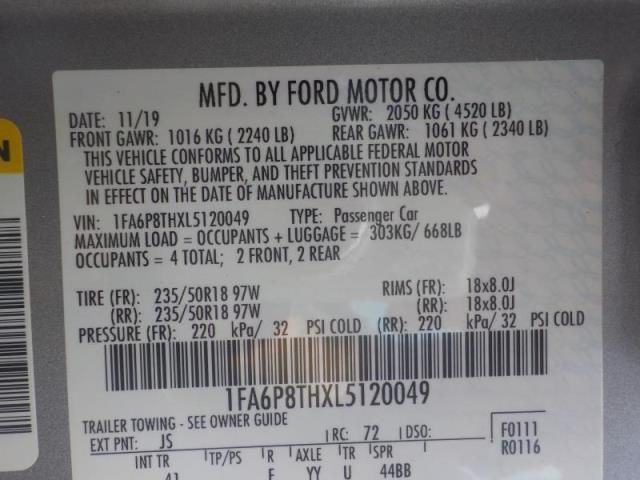 MFD. BY FORD MOTOR CO.
DATE: 11/19 GVWR: 2050 KG ( 4520 LB)
FRONT GAWR: 1016 KG ( 2240 LB) REAR GAWR: 1061 KG ( 2340 LB)
THIS VEHICLE CONFORMS TO ALL APPLICABLE FEDERAL MOTOR
VEHICLE SAFETY, BUMPER, AND THEFT PREVENTION STANDARDS
IN EFFECT ON THE DATE OF MANUFACTURE SHOWN ABOVE.
VIN: 1FA6P8THXL5120049 TYPE: Passenger Car
MAXIMUM LOAD = OCCUPANTS + LUGGAGE = 303KG/ 668LB
OCCUPANTS = 4 TOTAL; 2 FRONT, 2 REAR
TIRE (FR): 235/50R18 97W RIMS (FR): 18x8.0J
(RR): 235/50R18 97W (RR): 18x8.0J
PRESSURE (FR): 220 kPa/ 32 PSI COLD (RR): 220 kPa/ 32 PSI COLD
1FA6P8THXL5120049
TRAILER TOWING - SEE OWNER GUIDE
EXT PNT: JS RC: 72 DSO: F0111
R0116
INT TR TP/PS R AXLE TR SPR
41 F YY U 44BB
N